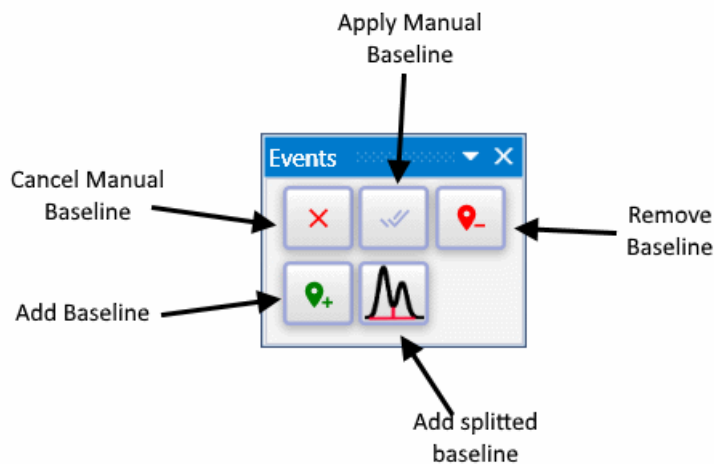 Apply Manual
Baseline
Events
Cancel Manual
Baseline
Remove
Baseline
Add Baseline
Add splitted
baseline